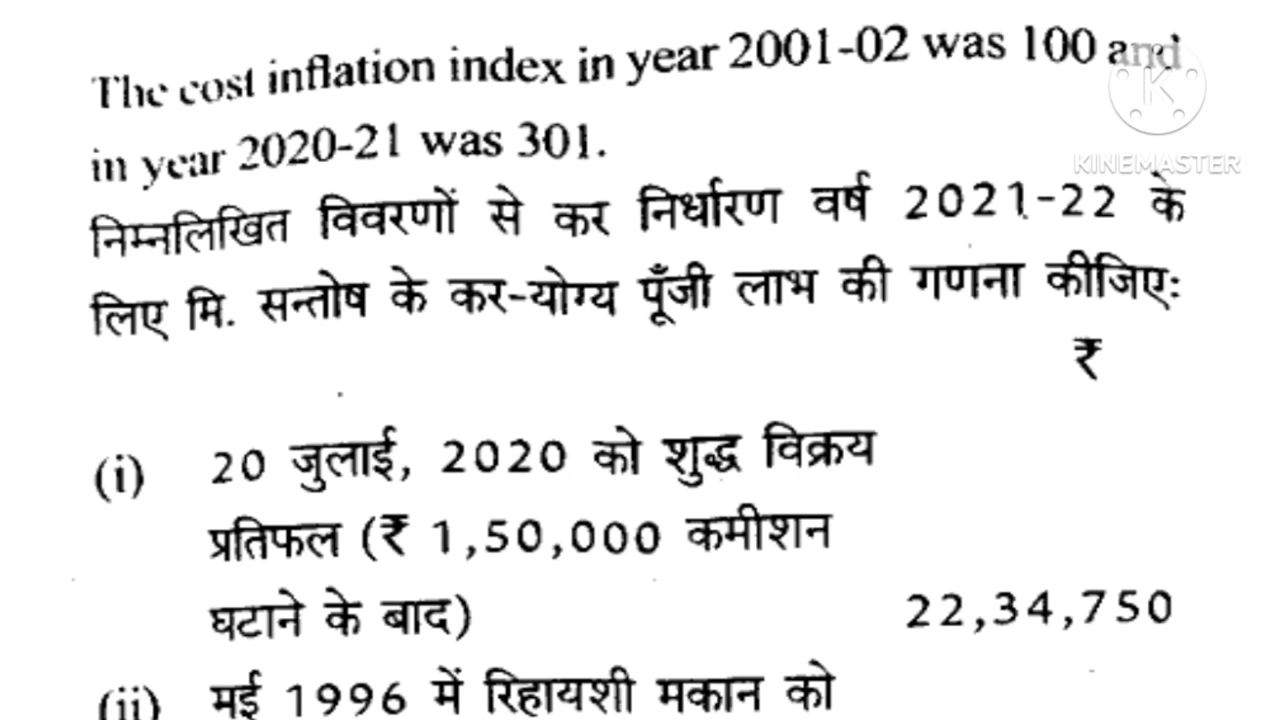 The cost inflation index in year 2001-02 was 100 and
in year 2020-21 was 301.
निम्नलिखित विवरणों से कर निर्धारण वर्ष 2021-22 के
लिए मि. सन्तोष के कर-योग्य पूँजी लाभ की गणना कीजिए:
₹
(i) 20 जुलाई, 2020 को शुद्ध विक्रय
प्रतिफल (₹ 1,50,000 कमीशन
घटाने के बाद) 22,34,750
(ii) मई 1996 में रिहायशी मकान को
K
KINEMASTER